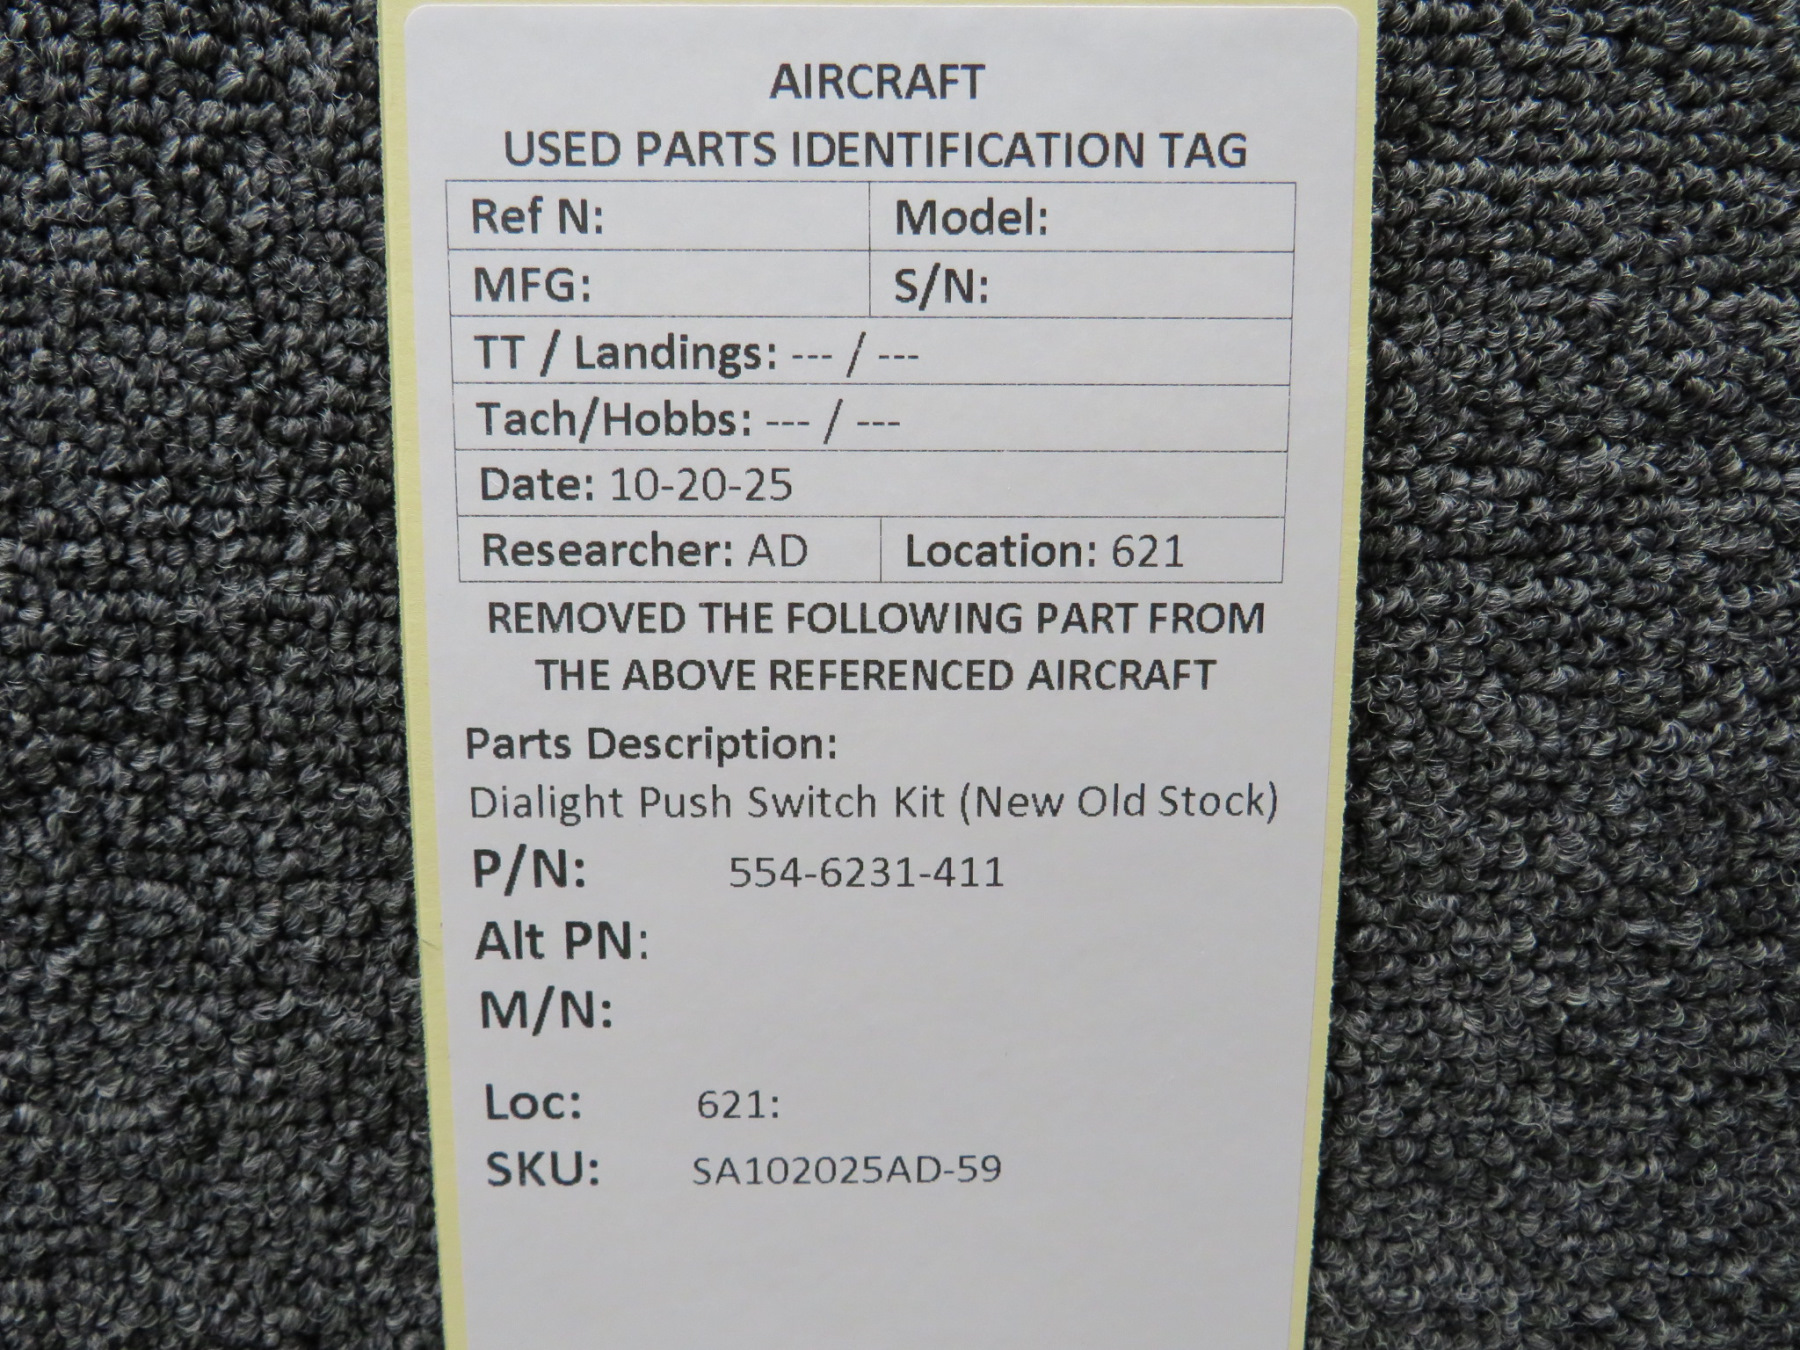 AIRCRAFT
USED PARTS IDENTIFICATION TAG
Ref N: Model:
MFG: S/N:
TT / Landings: --- / ---
Tach/Hobbs: --- / ---
Date: 10-20-25
Researcher: AD Location: 621
REMOVED THE FOLLOWING PART FROM
THE ABOVE REFERENCED AIRCRAFT
Parts Description:
Dialight Push Switch Kit (New Old Stock)
P/N: 554-6231-411
Alt PN:
M/N:
Loc: 621:
SKU: SA102025AD-59